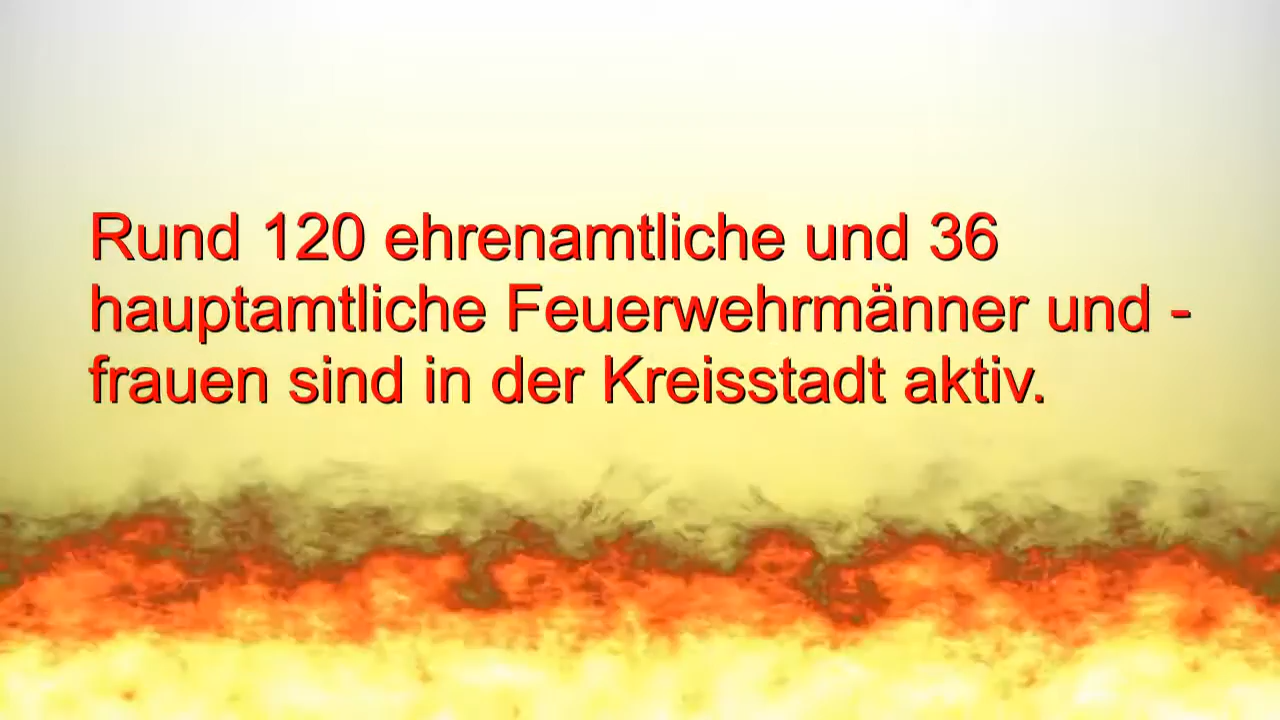 Rund 120 ehrenamtliche und 36
hauptamtliche Feuerwehrmänner und -
frauen sind in der Kreisstadt aktiv.